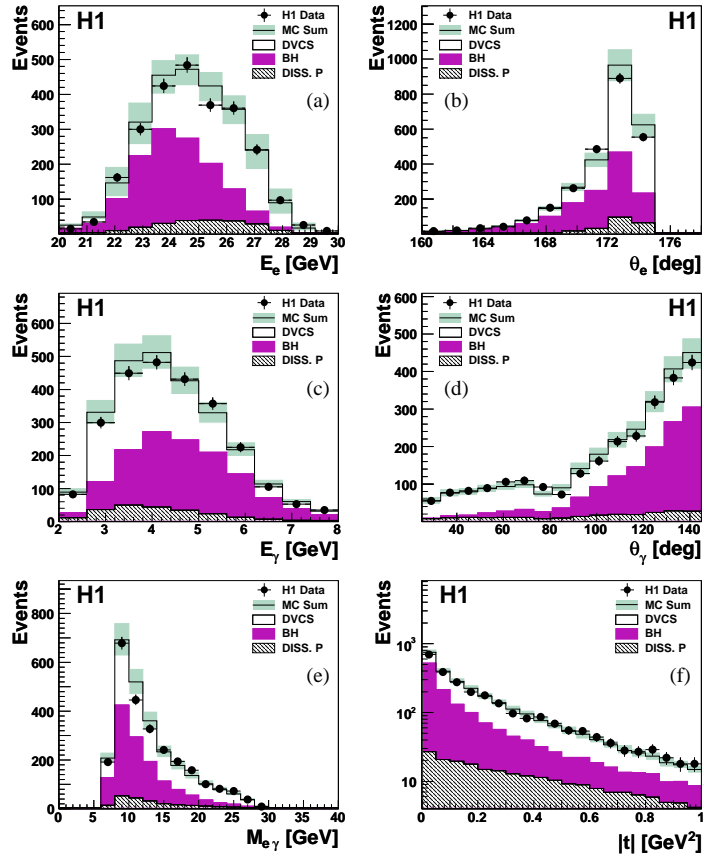 H1
H1 Data
MC Sum
DVCS
BH
DISS. P
(a)
Events
0
100
200
300
400
500
600
20 21 22 23 24 25 26 27 28 29 30
E_e [GeV]
H1
H1 Data
MC Sum
DVCS
BH
DISS. P
(b)
Events
200
400
600
800
1000
1200
160 164 168 172 176
θ_e [deg]
H1
H1 Data
MC Sum
DVCS
BH
DISS. P
(c)
Events
0
100
200
300
400
500
600
2 3 4 5 6 7 8
E_γ [GeV]
H1
H1 Data
MC Sum
DVCS
BH
DISS. P
(d)
Events
0
100
200
300
400
500
600
40 60 80 100 120 140
θ_γ [deg]
H1
H1 Data
MC Sum
DVCS
BH
DISS. P
(e)
Events
0
200
400
600
800
0 5 10 15 20 25 30 35 40
M_eγ [GeV]
H1
H1 Data
MC Sum
DVCS
BH
DISS. P
(f)
Events
10
10²
10³
0 0.2 0.4 0.6 0.8 1
|t| [GeV²]